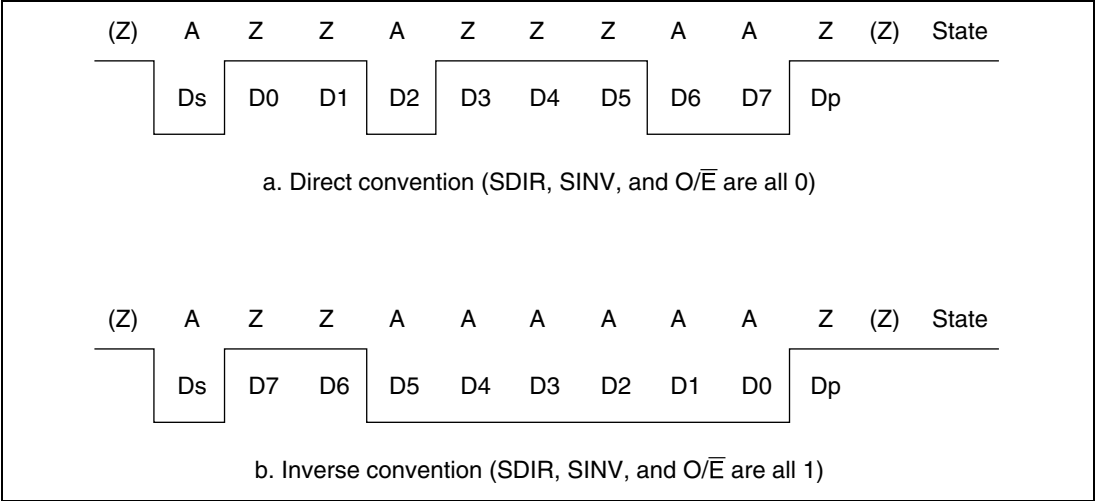 (Z) A Z Z A Z Z Z A A Z (Z) State
Ds D0 D1 D2 D3 D4 D5 D6 D7 Dp
a. Direct convention (SDIR, SINV, and O/E̅ are all 0)
(Z) A Z Z A A A A A A Z (Z) State
Ds D7 D6 D5 D4 D3 D2 D1 D0 Dp
b. Inverse convention (SDIR, SINV, and O/E̅ are all 1)